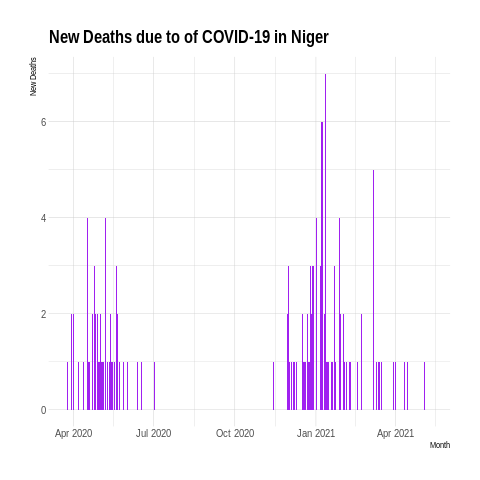 New Deaths due to of COVID-19 in Niger
New Deaths
6
4
2
0
Apr 2020 Jul 2020 Oct 2020 Jan 2021 Apr 2021
Month